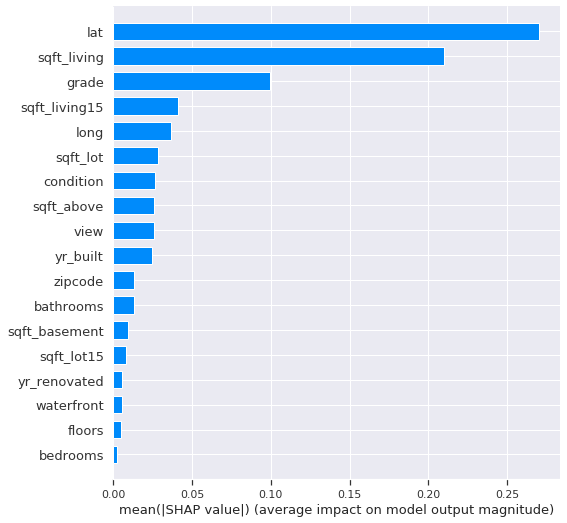 lat
sqft_living
grade
sqft_living15
long
sqft_lot
condition
sqft_above
view
yr_built
zipcode
bathrooms
sqft_basement
sqft_lot15
yr_renovated
waterfront
floors
bedrooms
0.00 0.05 0.10 0.15 0.20 0.25
mean(|SHAP value|) (average impact on model output magnitude)